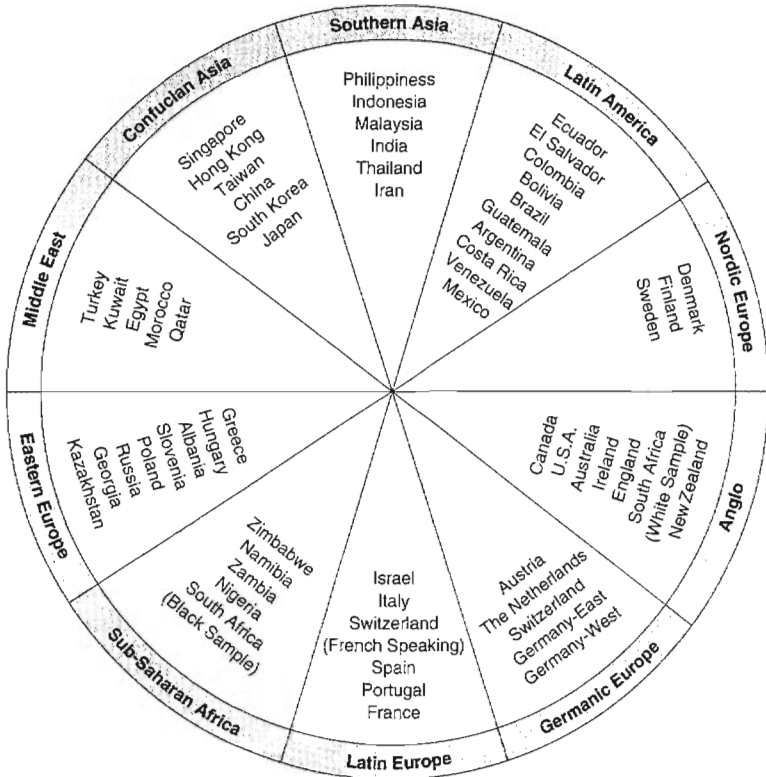 Southern Asia
Philippiness
Indonesia
Malaysia
India
Thailand
Iran
Latin America
Ecuador
El Salvador
Colombia
Bolivia
Brazil
Guatemala
Argentina
Costa Rica
Venezuela
Mexico
Nordic Europe
Denmark
Finland
Sweden
Anglo
Canada
U.S.A.
Australia
Ireland
England
South Africa
(White Sample)
New Zealand
Germanic Europe
Austria
The Netherlands
Switzerland
Germany-East
Germany-West
Latin Europe
Israel
Italy
Switzerland
(French Speaking)
Spain
Portugal
France
Sub-Saharan Africa
Zimbabwe
Namibia
Zambia
Nigeria
South Africa
(Black Sample)
Eastern Europe
Greece
Hungary
Albania
Slovenia
Poland
Russia
Georgia
Kazakhstan
Middle East
Turkey
Kuwait
Egypt
Morocco
Qatar
Confucian Asia
Singapore
Hong Kong
Taiwan
China
South Korea
Japan